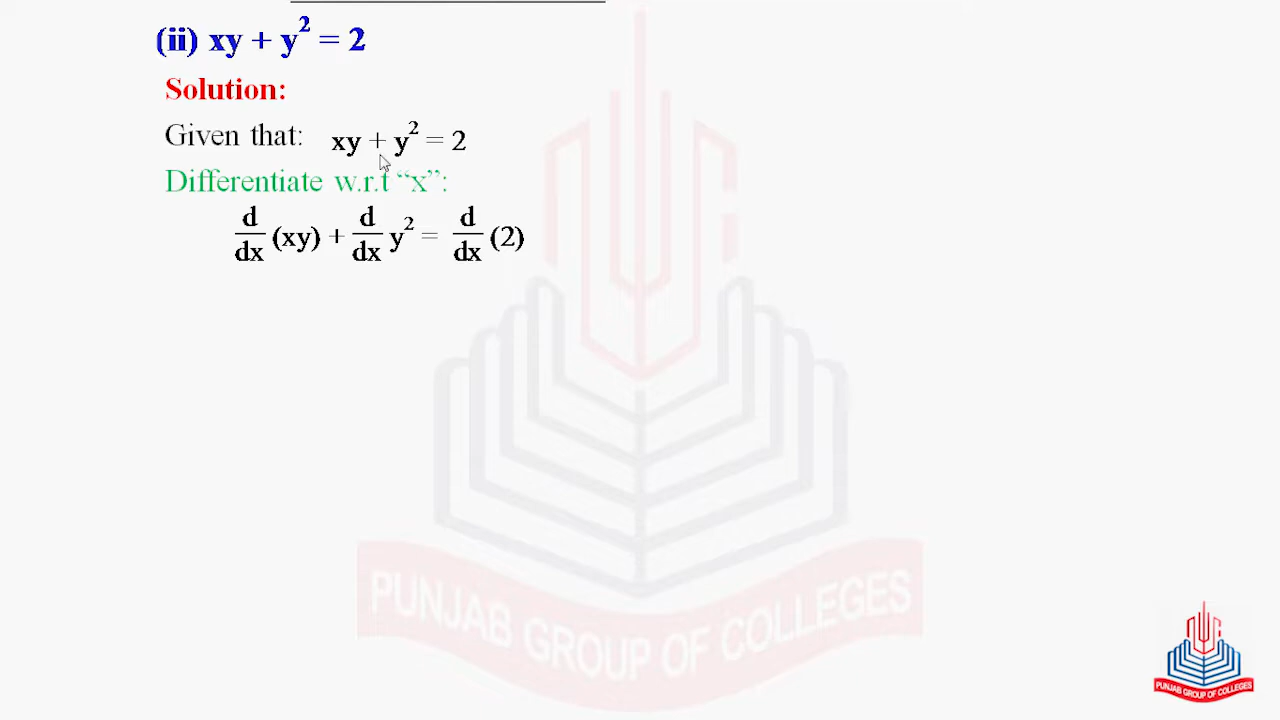 (ii) xy + y² = 2
Solution:
Given that: xy + y² = 2
Differentiate w.r.t “x”:
d/dx (xy) + d/dx y² = d/dx (2)
PUNJAB GROUP OF COLLEGES
PUNJAB GROUP OF COLLEGES